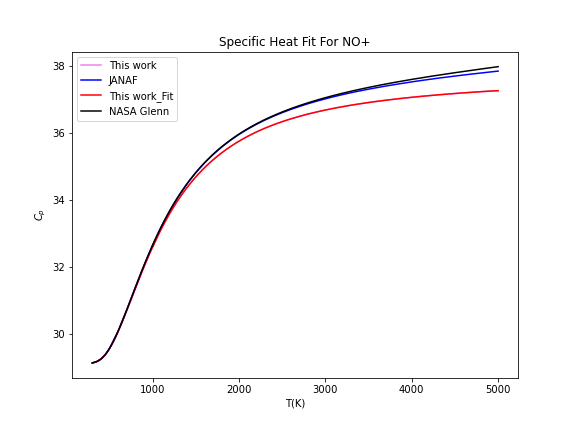 Specific Heat Fit For NO+
This work
JANAF
This work_Fit
NASA Glenn
38
36
34
32
30
C_p
1000 2000 3000 4000 5000
T(K)